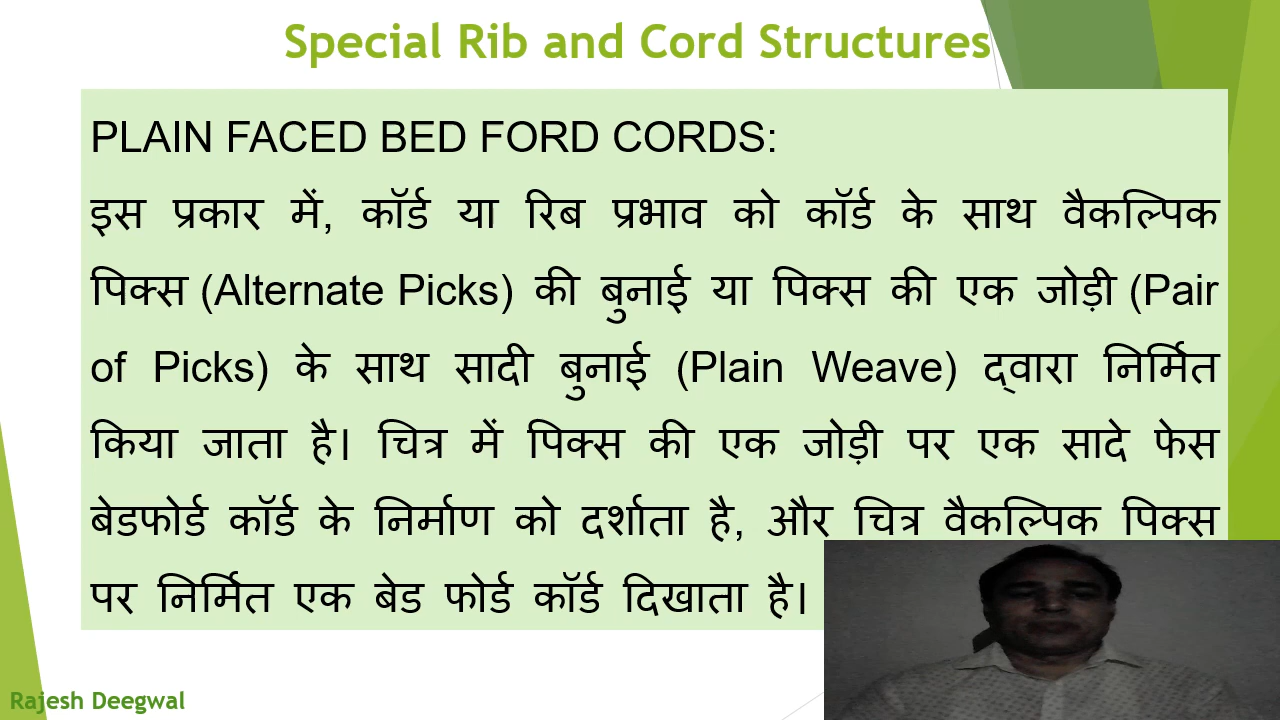 Special Rib and Cord Structures
PLAIN FACED BED FORD CORDS:
इस प्रकार में, कॉर्ड या रिब प्रभाव को कॉर्ड के साथ वैकल्पिक
पिक्स (Alternate Picks) की बुनाई या पिक्स की एक जोड़ी (Pair
of Picks) के साथ सादी बुनाई (Plain Weave) द्वारा निर्मित
किया जाता है। चित्र में पिक्स की एक जोड़ी पर एक सादे फेस
बेडफोर्ड कॉर्ड के निर्माण को दर्शाता है, और चित्र वैकल्पिक पिक्स
पर निर्मित एक बेड फोर्ड कॉर्ड दिखाता है।
Rajesh Deegwal